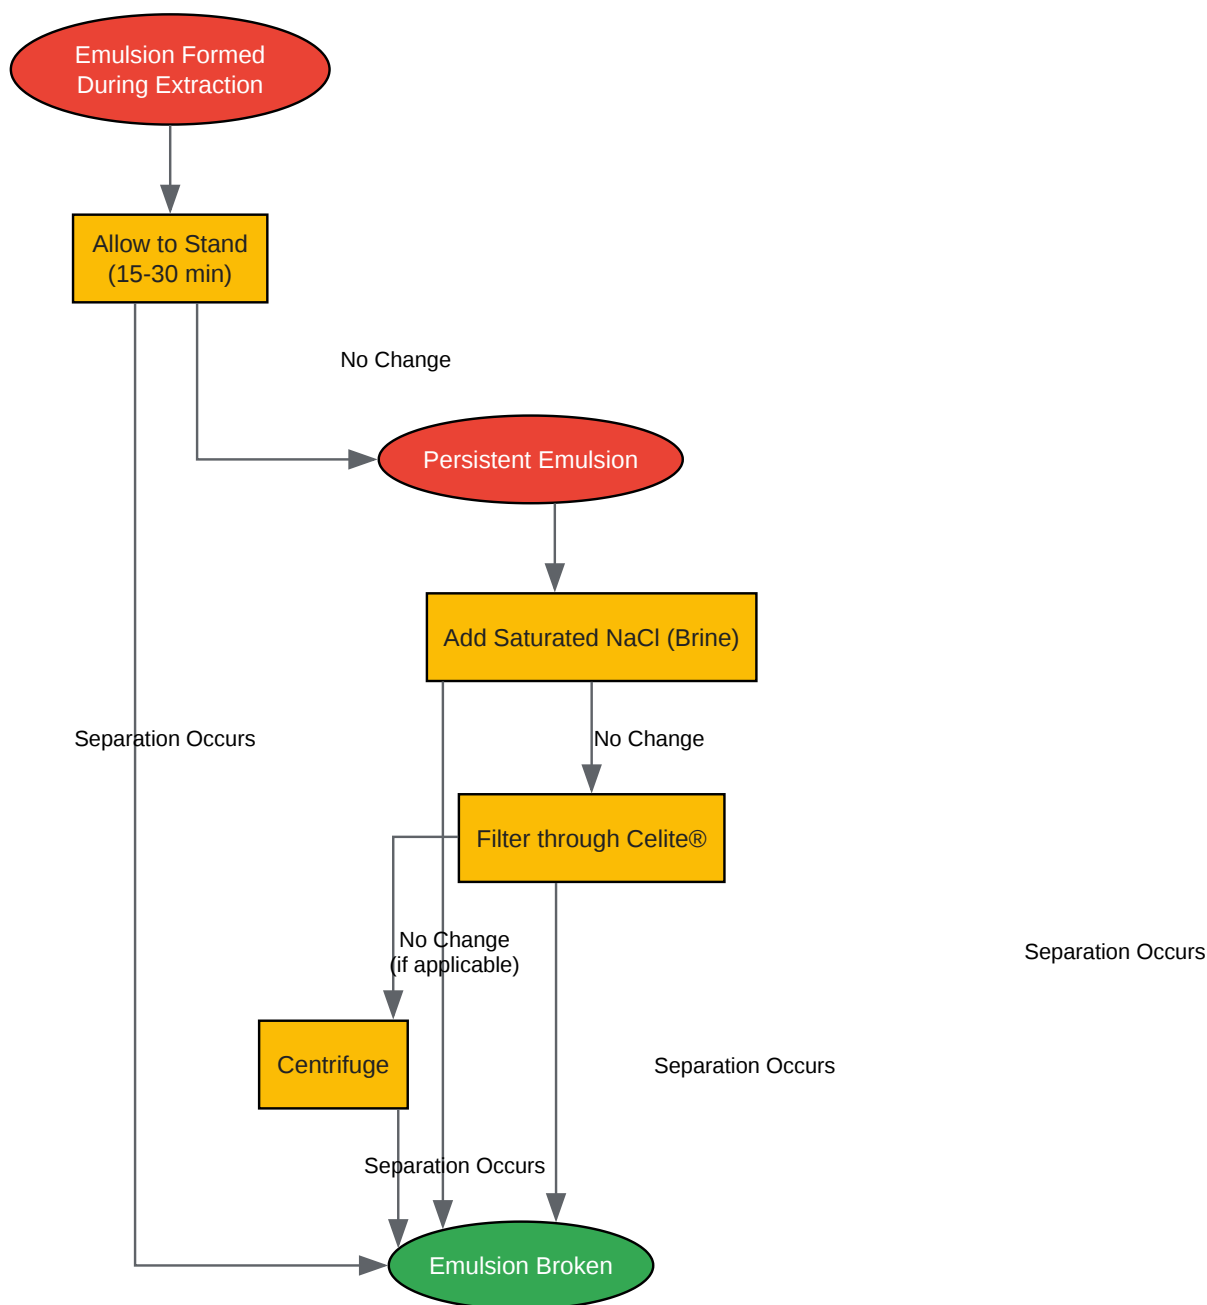 Emulsion Formed
During Extraction
Allow to Stand
(15-30 min)
No Change
Persistent Emulsion
Add Saturated NaCl (Brine)
Separation Occurs
No Change
Filter through Celite®
No Change
(if applicable)
Separation Occurs
Centrifuge
Separation Occurs
Separation Occurs
Emulsion Broken